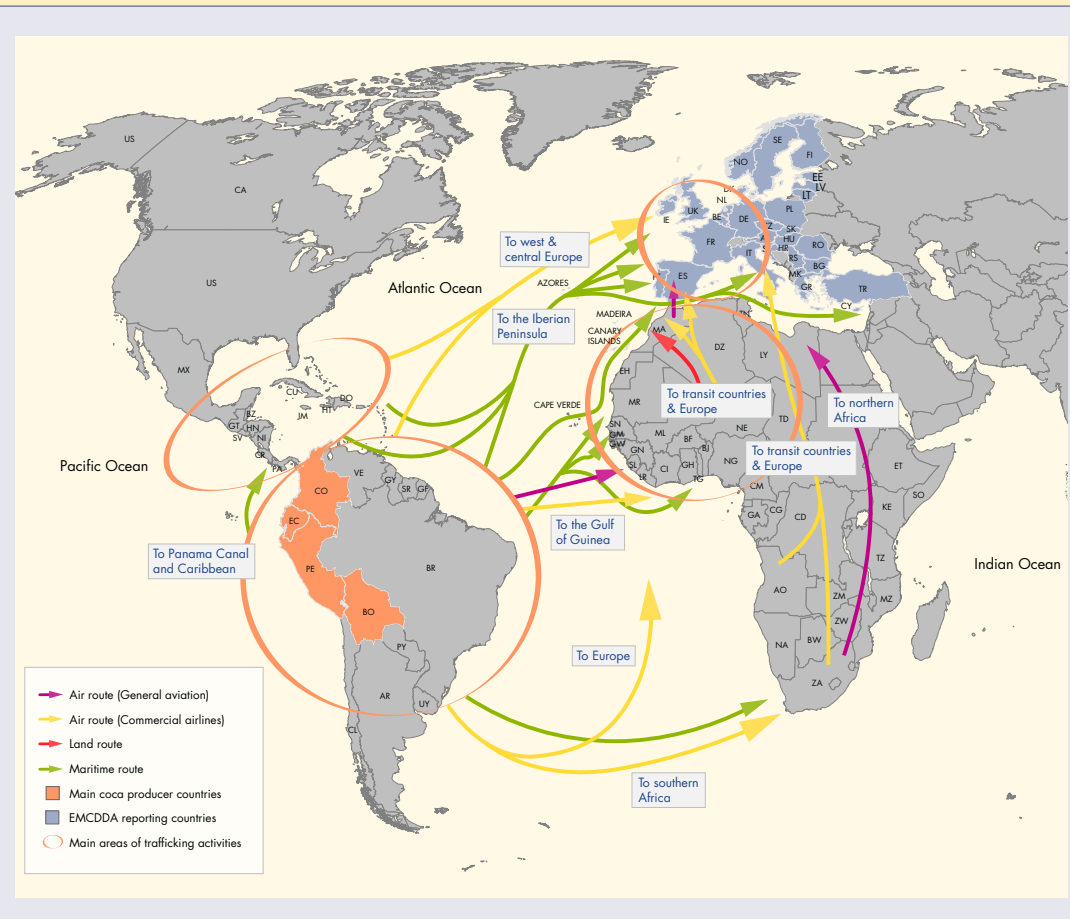 US
CA
US
MX
Atlantic Ocean
Pacific Ocean
Indian Ocean
To west &
central Europe
AZORES
To the Iberian
Peninsula
MADEIRA
CANARY
ISLANDS
CAPE VERDE
NO
SE
FI
EE
LV
LT
DK
NL
IE
UK
BE
DE
PL
SK
HU
FR
IT
HR
RO
RS
BG
MK
GR
TR
CY
ES
CU
DO
HT
JM
BZ
GT
HN
SV
NI
CR
PA
VE
GY
SR
GF
CO
EC
PE
BR
BO
PY
AR
UY
CL
MA
DZ
LY
EH
MR
ML
NE
TD
SN
GM
GW
GN
SL
LR
CI
BF
GH
BJ
TG
NG
CM
GA
CG
CD
ET
SO
KE
TZ
AO
ZM
MZ
ZW
NA
BW
ZA
To transit countries
& Europe
To northern
Africa
To transit countries
& Europe
To the Gulf
of Guinea
To Panama Canal
and Caribbean
To Europe
To southern
Africa
Air route (General aviation)
Air route (Commercial airlines)
Land route
Maritime route
Main coca producer countries
EMCDDA reporting countries
Main areas of trafficking activities